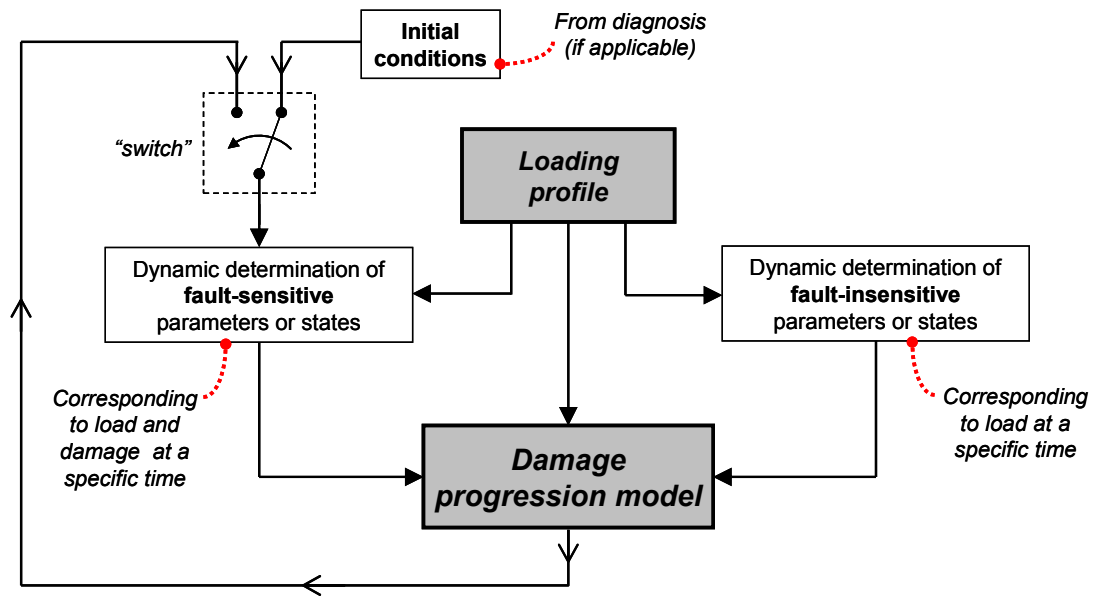 Initial
conditions
From diagnosis
(if applicable)
“switch”
Loading
profile
Dynamic determination of
fault-sensitive
parameters or states
Dynamic determination of
fault-insensitive
parameters or states
Corresponding
to load and
damage at a
specific time
Corresponding
to load at a
specific time
Damage
progression model